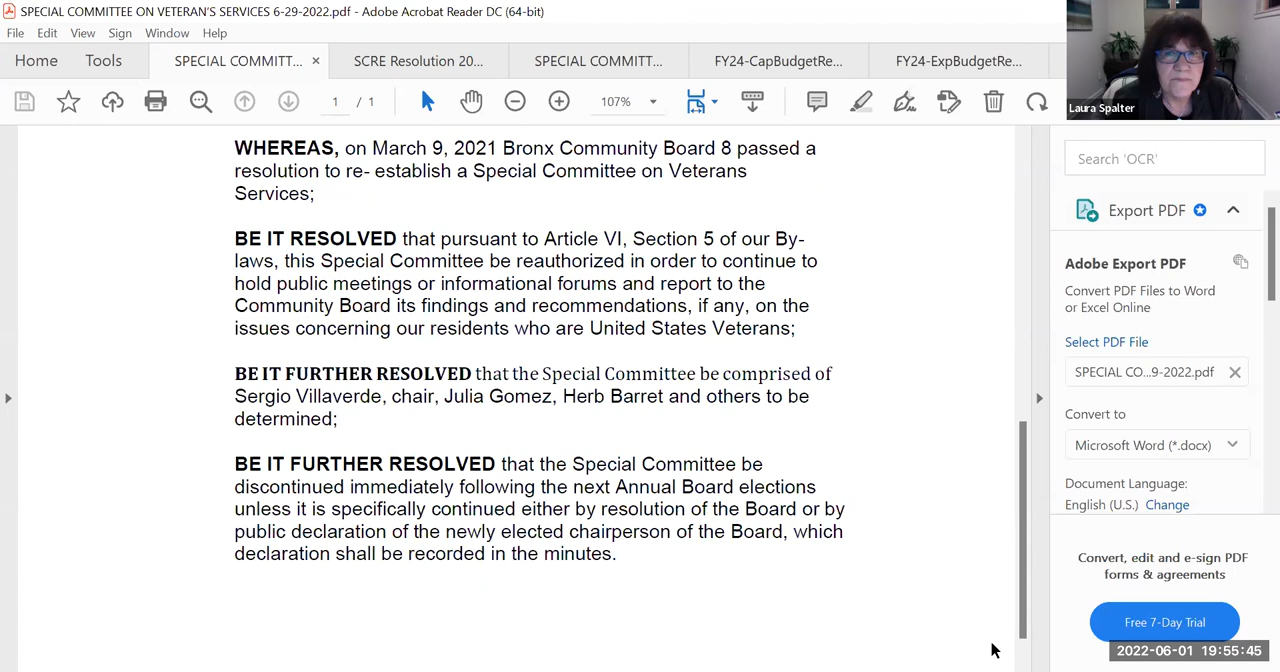 SPECIAL COMMITTEE ON VETERAN'S SERVICES 6-29-2022.pdf - Adobe Acrobat Reader DC (64-bit)
File Edit View Sign Window Help
Home Tools SPECIAL COMMITT... × SCRE Resolution 20... SPECIAL COMMITT... FY24-CapBudgetRe... FY24-ExpBudgetRe...
1 / 1 107%
Laura Spalter
WHEREAS, on March 9, 2021 Bronx Community Board 8 passed a
resolution to re- establish a Special Committee on Veterans
Services;
BE IT RESOLVED that pursuant to Article VI, Section 5 of our By-
laws, this Special Committee be reauthorized in order to continue to
hold public meetings or informational forums and report to the
Community Board its findings and recommendations, if any, on the
issues concerning our residents who are United States Veterans;
BE IT FURTHER RESOLVED that the Special Committee be comprised of
Sergio Villaverde, chair, Julia Gomez, Herb Barret and others to be
determined;
BE IT FURTHER RESOLVED that the Special Committee be
discontinued immediately following the next Annual Board elections
unless it is specifically continued either by resolution of the Board or by
public declaration of the newly elected chairperson of the Board, which
declaration shall be recorded in the minutes.
Search 'OCR'
Export PDF
Adobe Export PDF
Convert PDF Files to Word
or Excel Online
Select PDF File
SPECIAL CO...9-2022.pdf
Convert to
Microsoft Word (*.docx)
Document Language:
English (U.S.) Change
Convert, edit and e-sign PDF
forms & agreements
Free 7-Day Trial
2022-06-01 19:55:45